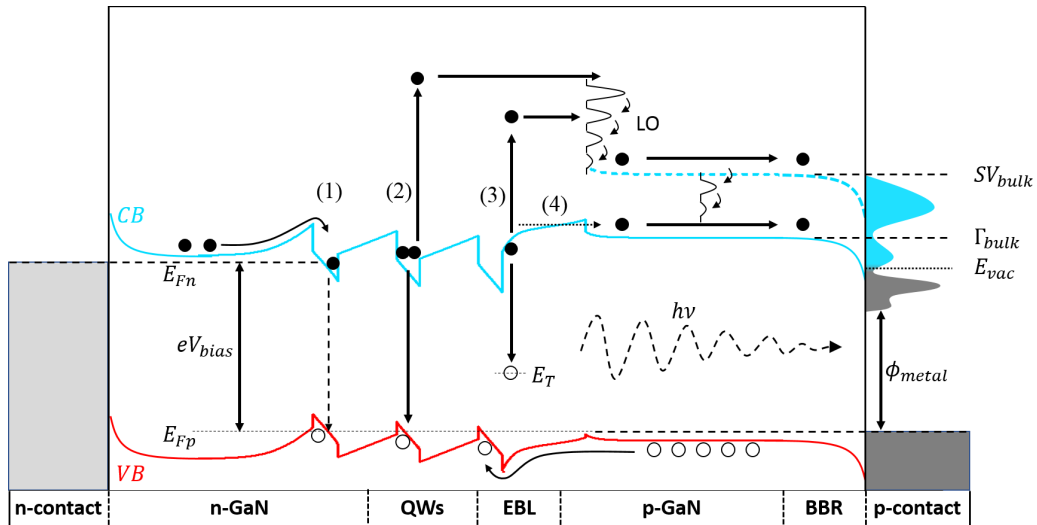 LO
(1)
(2)
(3)
(4)
CB
SV_bulk
Γ_bulk
E_vac
E_Fn
hν
eV_bias
E_T
ϕ_metal
E_Fp
VB
n-contact n-GaN QWs EBL p-GaN BBR p-contact